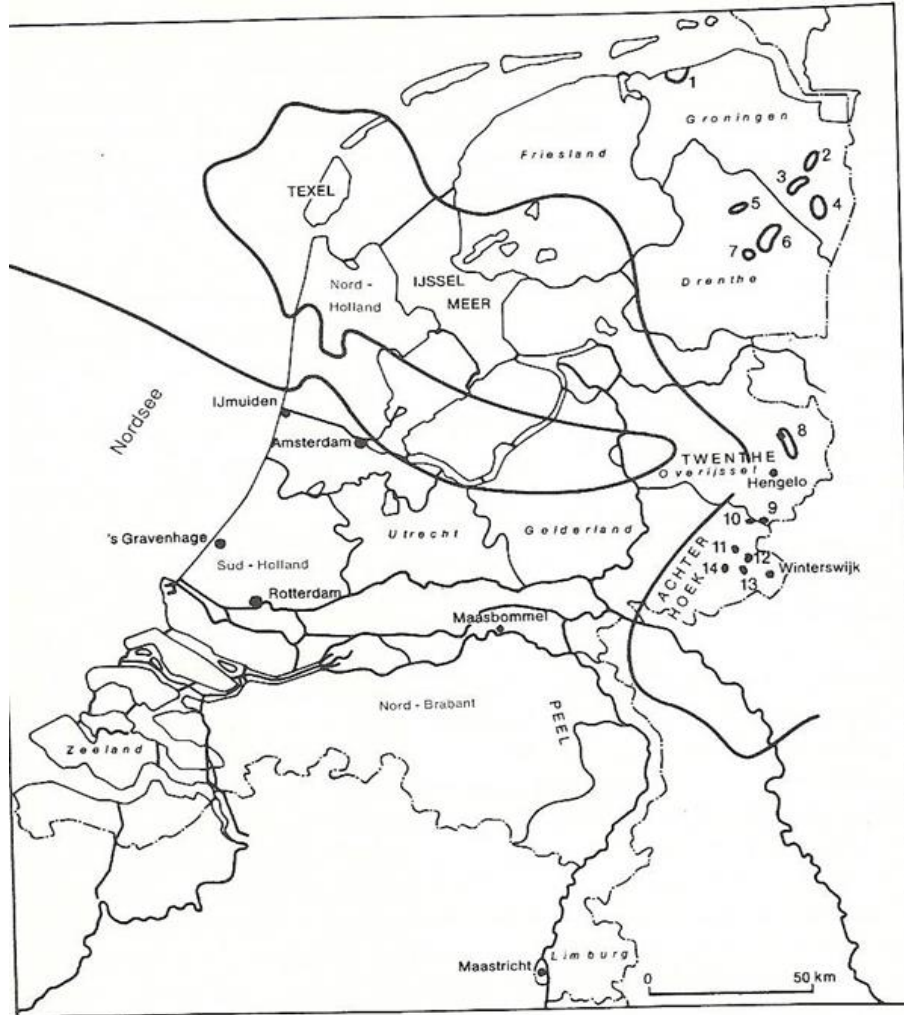 1
Groningen
Friesland
2
3
TEXEL
4
5
6
7
Drenthe
Nord -
Holland
IJSSEL
MEER
Nordsee
IJmuiden
Amsterdam
8
TWENTHE
Overijssel
Hengelo
's Gravenhage
Utrecht
Gelderland
10
9
11
12
14
13
Winterswijk
ACHTER
HOEK
Sud - Holland
Rotterdam
Maasbommel
Nord - Brabant
PEEL
Zeeland
Maastricht
Limburg
0
50 km